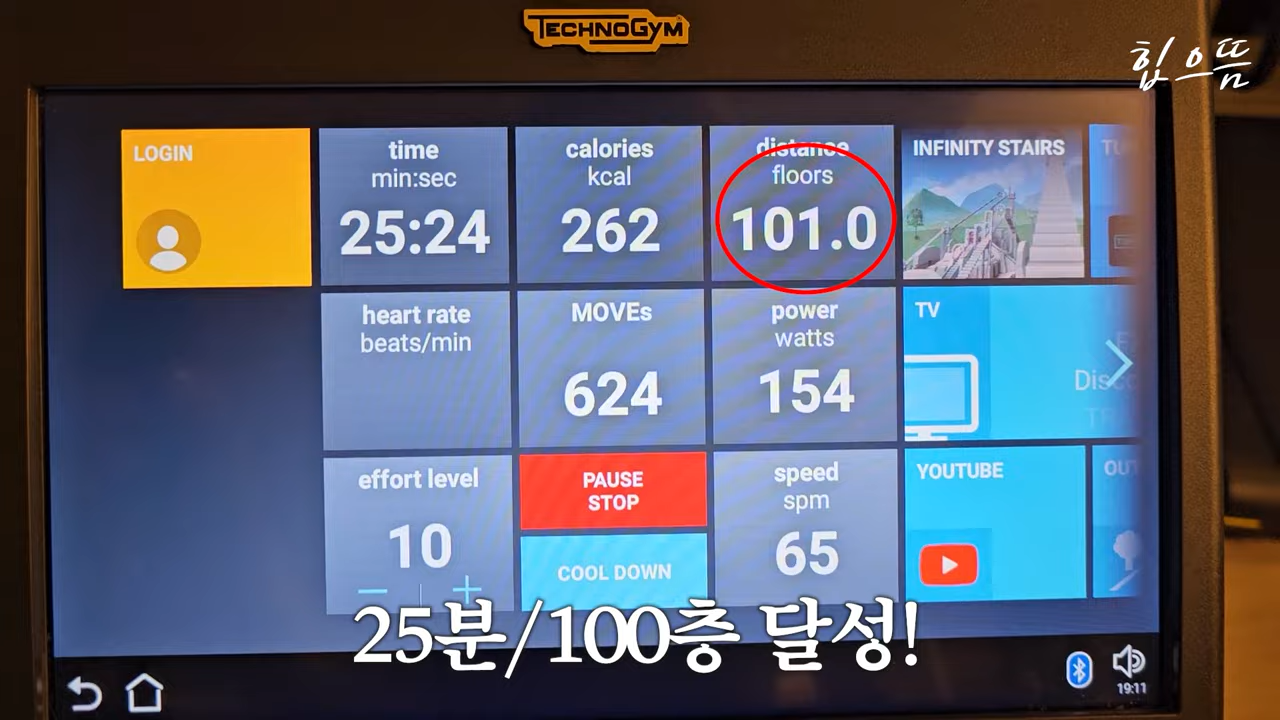 TECHNOGYM
힙으뜸
LOGIN
time
min:sec
25:24
calories
kcal
262
distance
floors
101.0
INFINITY STAIRS
heart rate
beats/min
MOVEs
624
power
watts
154
TV
effort level
10
PAUSE
STOP
COOL DOWN
speed
spm
65
YOUTUBE
25분/100층 달성!
19:11